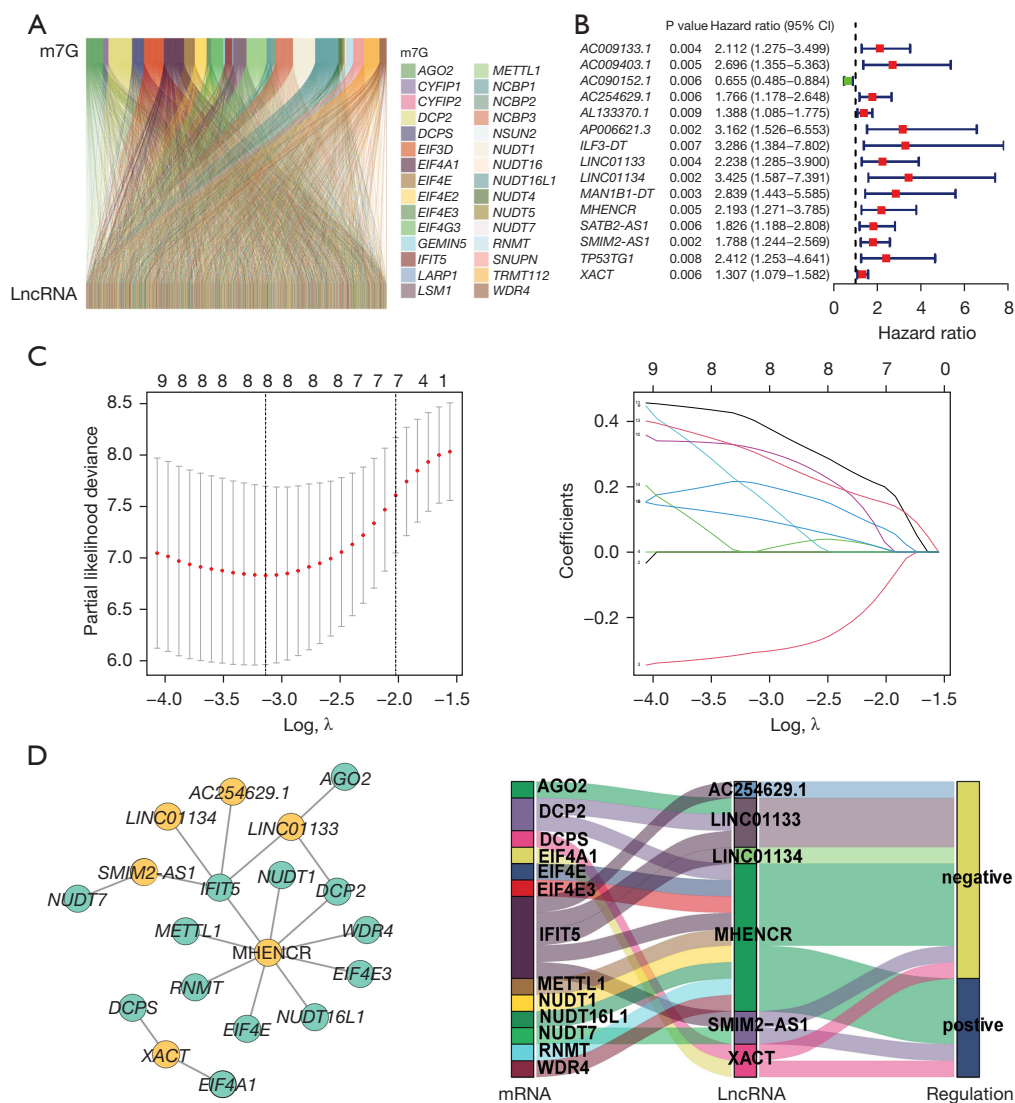 A
m7G
LncRNA
m7G
AGO2
CYFIP1
CYFIP2
DCP2
DCPS
EIF3D
EIF4A1
EIF4E
EIF4E2
EIF4E3
EIF4G3
GEMIN5
IFIT5
LARP1
LSM1
METTL1
NCBP1
NCBP2
NCBP3
NSUN2
NUDT1
NUDT16
NUDT16L1
NUDT4
NUDT5
NUDT7
RNMT
SNUPN
TRMT112
WDR4
B
P value Hazard ratio (95% CI)
AC009133.1 0.004 2.112 (1.275−3.499)
AC009403.1 0.005 2.696 (1.355−5.363)
AC090152.1 0.006 0.655 (0.485−0.884)
AC254629.1 0.006 1.766 (1.178−2.648)
AL133370.1 0.009 1.388 (1.085−1.775)
AP006621.3 0.002 3.162 (1.526−6.553)
ILF3-DT 0.007 3.286 (1.384−7.802)
LINC01133 0.004 2.238 (1.285−3.900)
LINC01134 0.002 3.425 (1.587−7.391)
MAN1B1-DT 0.003 2.839 (1.443−5.585)
MHENCR 0.005 2.193 (1.271−3.785)
SATB2-AS1 0.006 1.826 (1.188−2.808)
SMIM2-AS1 0.002 1.788 (1.244−2.569)
TP53TG1 0.008 2.412 (1.253−4.641)
XACT 0.006 1.307 (1.079−1.582)
0 2 4 6 8
Hazard ratio
C
9 8 8 8 8 8 8 8 8 8 7 7 7 4 1
8.5
8.0
7.5
7.0
6.5
6.0
Partial likelihood deviance
−4.0 −3.5 −3.0 −2.5 −2.0 −1.5
Log, λ
9 8 8 8 7 0
0.4
0.2
0.0
−0.2
Coefficients
−4.0 −3.5 −3.0 −2.5 −2.0 −1.5
Log, λ
D
AGO2
AC254629.1
LINC01134
LINC01133
SMIM2-AS1
NUDT7
IFIT5
NUDT1
DCP2
METTL1
WDR4
MHENCR
EIF4E3
RNMT
DCPS
EIF4E
NUDT16L1
XACT
EIF4A1
AGO2
DCP2
DCPS
EIF4A1
EIF4E
EIF4E3
IFIT5
METTL1
NUDT1
NUDT16L1
NUDT7
RNMT
WDR4
mRNA
AC254629.1
LINC01133
LINC01134
MHENCR
SMIM2−AS1
XACT
LncRNA
negative
postive
Regulation